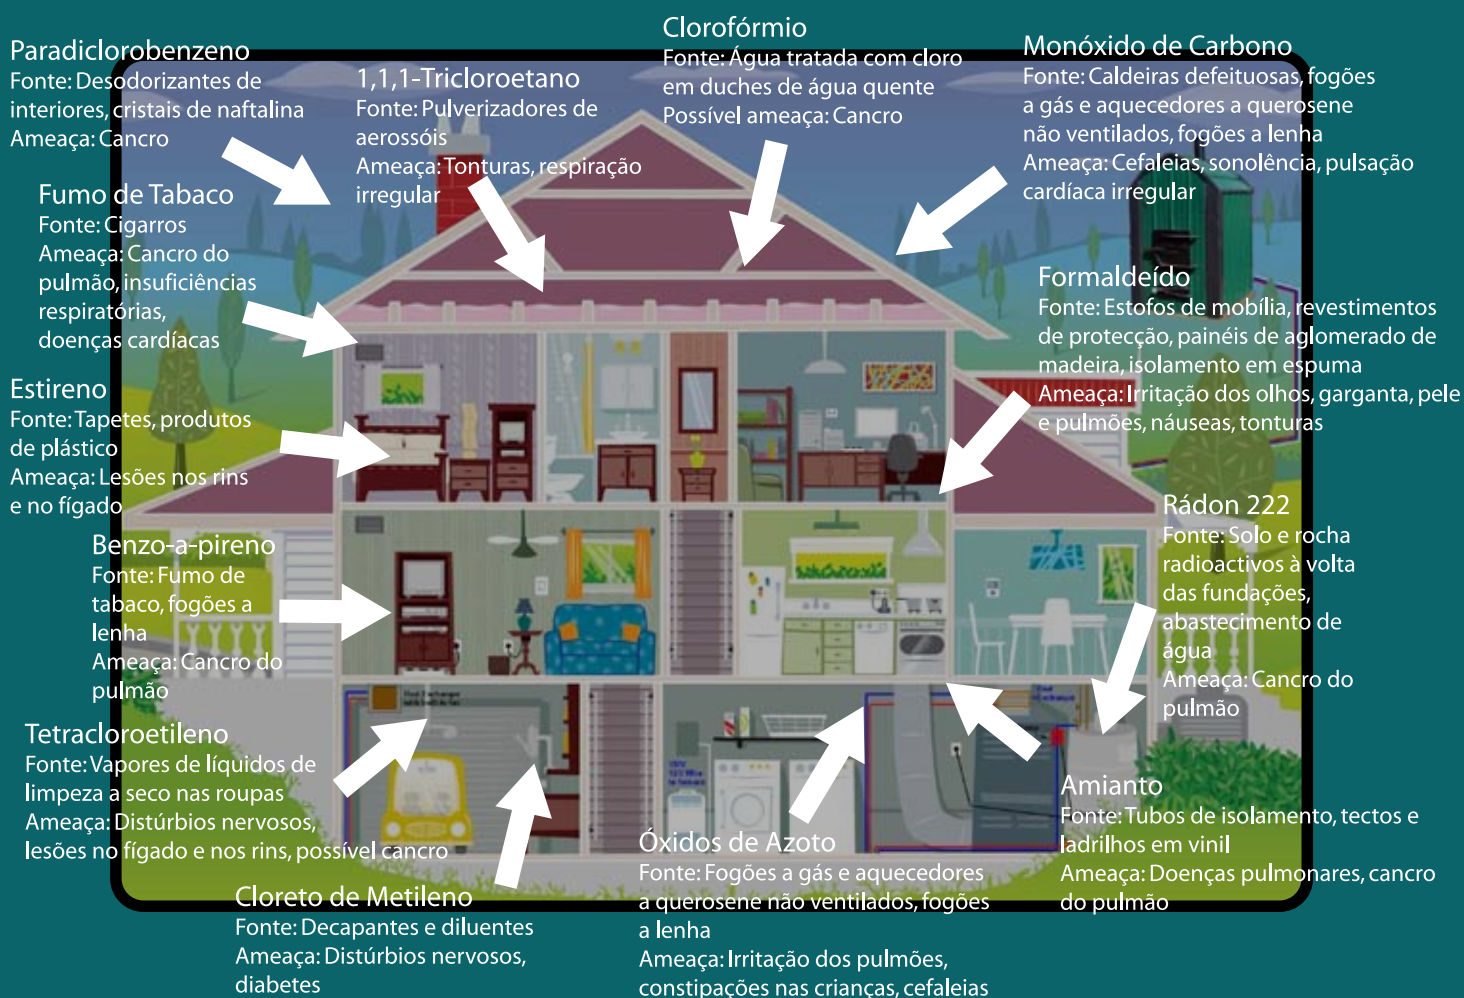 Paradiclorobenzeno
Fonte: Desodorizantes de
interiores, cristais de naftalina
Ameaça: Cancro
1,1,1-Tricloroetano
Fonte: Pulverizadores de
aerossóis
Ameaça: Tonturas, respiração
irregular
Clorofórmio
Fonte: Água tratada com cloro
em duches de água quente
Possível ameaça: Cancro
Monóxido de Carbono
Fonte: Caldeiras defeituosas, fogões
a gás e aquecedores a querosene
não ventilados, fogões a lenha
Ameaça: Cefaleias, sonolência, pulsação
cardíaca irregular
Fumo de Tabaco
Fonte: Cigarros
Ameaça: Cancro do
pulmão, insuficiências
respiratórias,
doenças cardíacas
Formaldeído
Fonte: Estofos de mobília, revestimentos
de protecção, painéis de aglomerado de
madeira, isolamento em espuma
Ameaça: Irritação dos olhos, garganta, pele
e pulmões, náuseas, tonturas
Estireno
Fonte: Tapetes, produtos
de plástico
Ameaça: Lesões nos rins
e no fígado
Rádon 222
Fonte: Solo e rocha
radioactivos à volta
das fundações,
abastecimento de
água
Ameaça: Cancro do
pulmão
Benzo-a-pireno
Fonte: Fumo de
tabaco, fogões a
lenha
Ameaça: Cancro do
pulmão
Tetracloroetileno
Fonte: Vapores de líquidos de
limpeza a seco nas roupas
Ameaça: Distúrbios nervosos,
lesões no fígado e nos rins, possível cancro
Amianto
Fonte: Tubos de isolamento, tectos e
ladrilhos em vinil
Ameaça: Doenças pulmonares, cancro
do pulmão
Óxidos de Azoto
Fonte: Fogões a gás e aquecedores
a querosene não ventilados, fogões
a lenha
Ameaça: Irritação dos pulmões,
constipações nas crianças, cefaleias
Cloreto de Metileno
Fonte: Decapantes e diluentes
Ameaça: Distúrbios nervosos,
diabetes